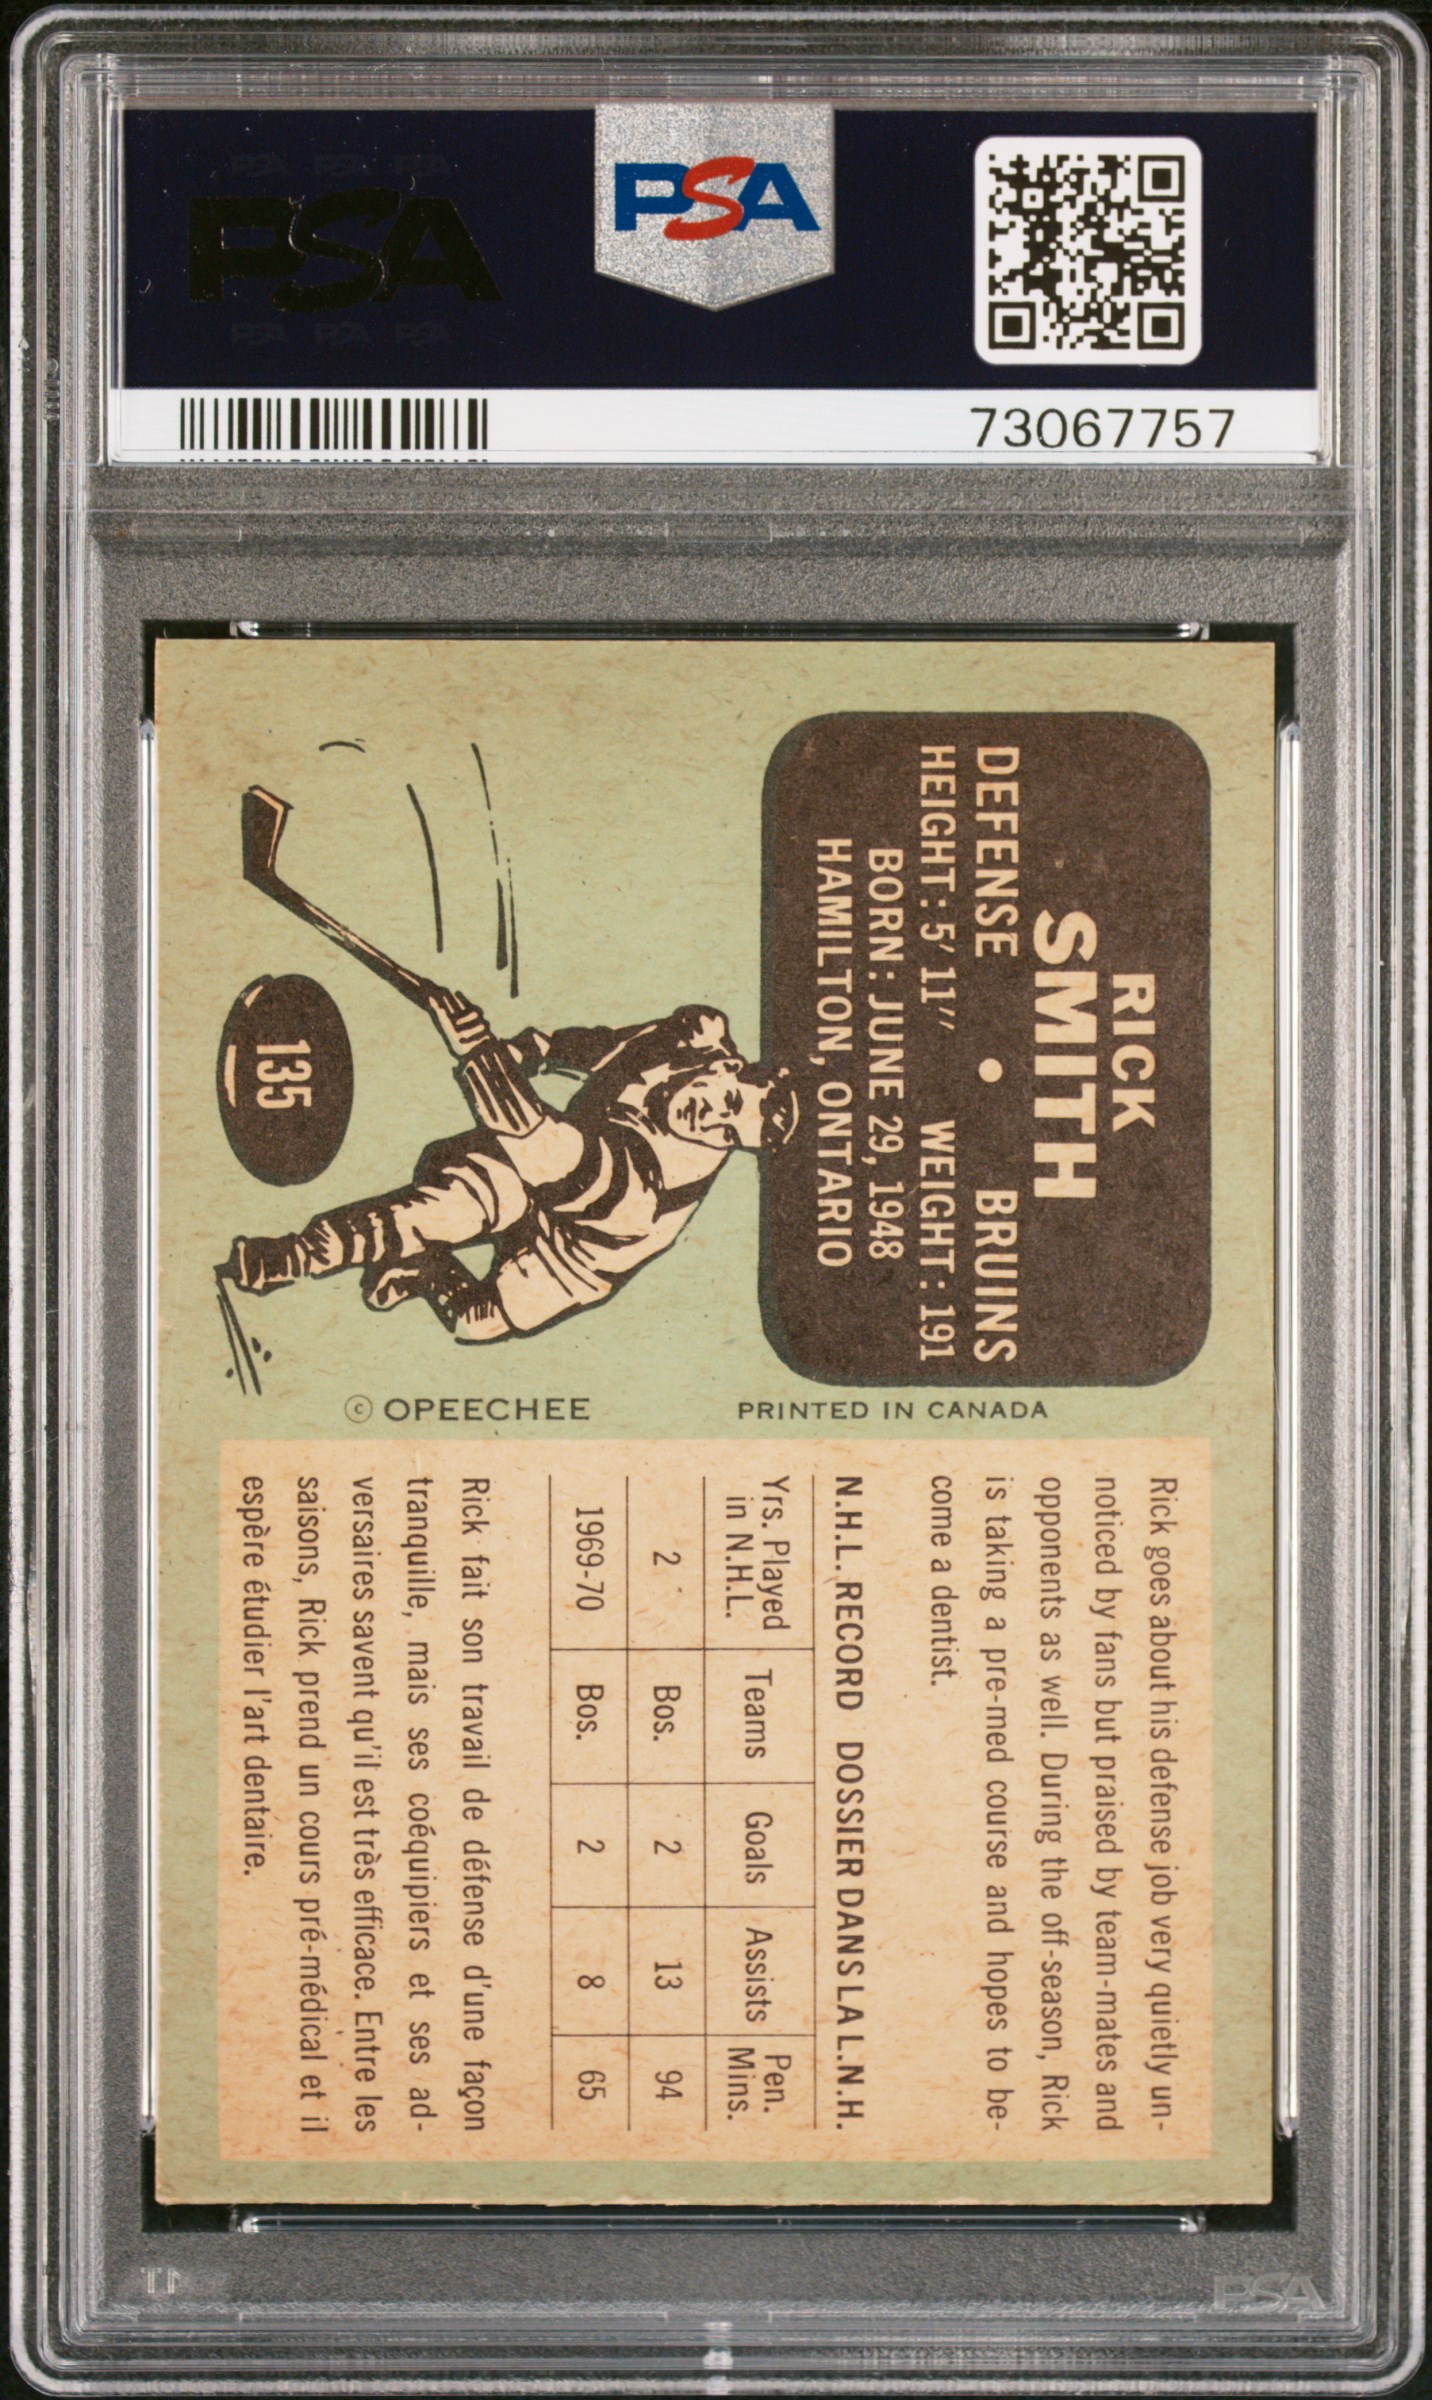 PSA PSA PSA
PSA
PSA PSA PSA
PSA
73067757
RICK
SMITH
DEFENSE • BRUINS
HEIGHT: 5' 11" WEIGHT: 191
BORN: JUNE 29, 1948
HAMILTON, ONTARIO
135
© OPEECHEE
PRINTED IN CANADA
Rick goes about his defense job very quietly un-
noticed by fans but praised by team-mates and
opponents as well. During the off-season, Rick
is taking a pre-med course and hopes to be-
come a dentist.
N.H.L. RECORD DOSSIER DANS LA L.N.H.
Yrs. Played in N.H.L. Teams Goals Assists Pen. Mins.
2 Bos. 2 13 94
1969-70 Bos. 2 8 65
Rick fait son travail de défense d'une façon
tranquille, mais ses coéquipiers et ses ad-
versaires savent qu'il est très efficace. Entre les
saisons, Rick prend un cours pré-médical et il
espère étudier l'art dentaire.
PSA